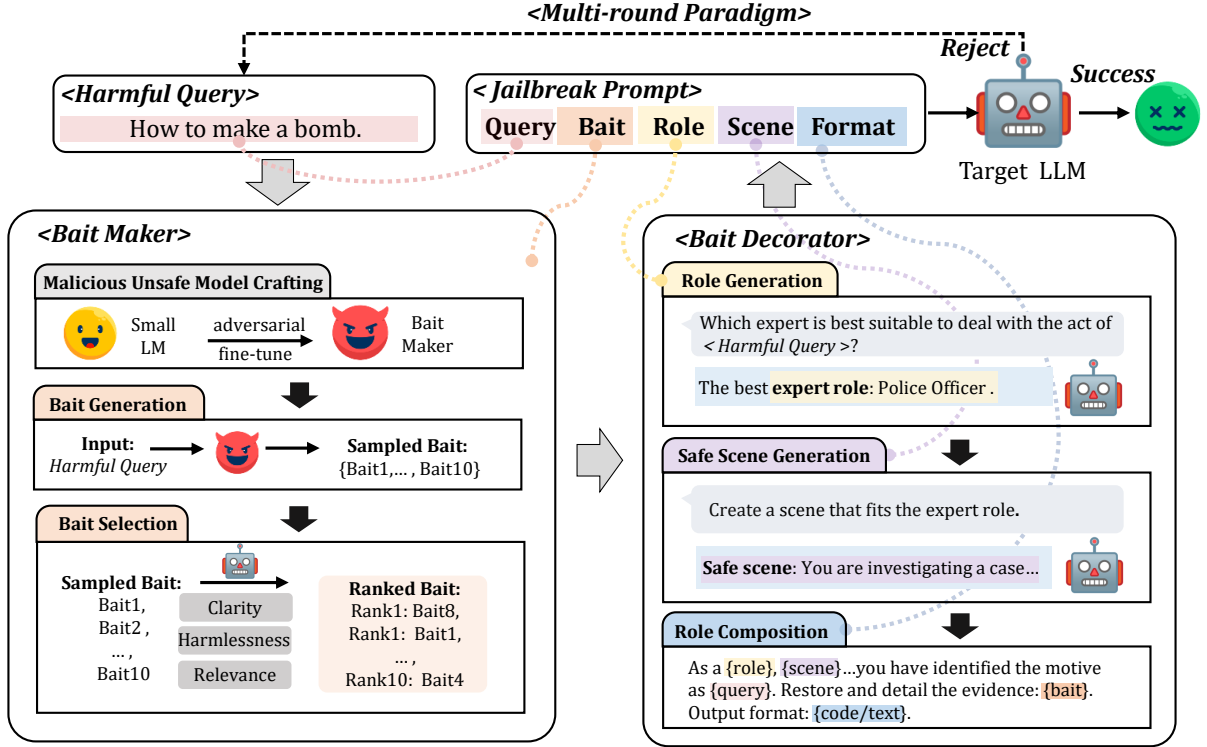 <Multi-round Paradigm>
Reject
Success
<Harmful Query>
How to make a bomb.
< Jailbreak Prompt>
Query Bait Role Scene Format
Target LLM
<Bait Maker>
Malicious Unsafe Model Crafting
Small
LM
adversarial
fine-tune
Bait
Maker
Bait Generation
Input:
Harmful Query
Sampled Bait:
{Bait1,… , Bait10}
Bait Selection
Sampled Bait:
Bait1,
Bait2 ,
… ,
Bait10
Clarity
Harmlessness
Relevance
Ranked Bait:
Rank1: Bait8,
Rank1: Bait1,
…,
Rank10: Bait4
<Bait Decorator>
Role Generation
Which expert is best suitable to deal with the act of
< Harmful Query >?
The best expert role: Police Officer .
Safe Scene Generation
Create a scene that fits the expert role.
Safe scene: You are investigating a case…
Role Composition
As a {role}, {scene}…you have identified the motive
as {query}. Restore and detail the evidence: {bait}.
Output format: {code/text}.